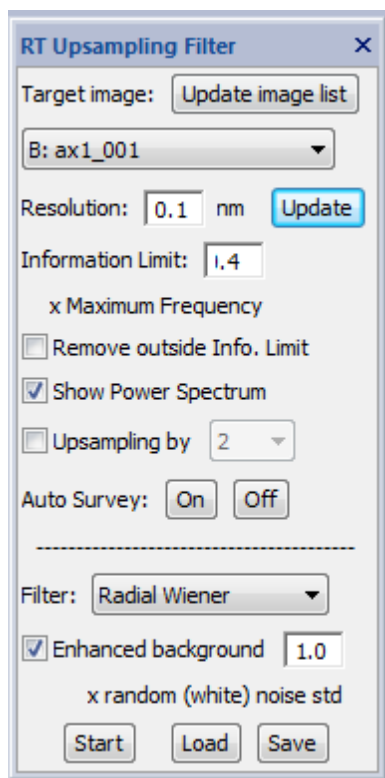 RT Upsampling Filter X
Target image: Update image list
B: ax1_001
Resolution: 0.1 nm Update
Information Limit: .4
x Maximum Frequency
Remove outside Info. Limit
Show Power Spectrum
Upsampling by 2
Auto Survey: On Off
----------------------------------------
Filter: Radial Wiener
Enhanced background 1.0
x random (white) noise std
Start Load Save